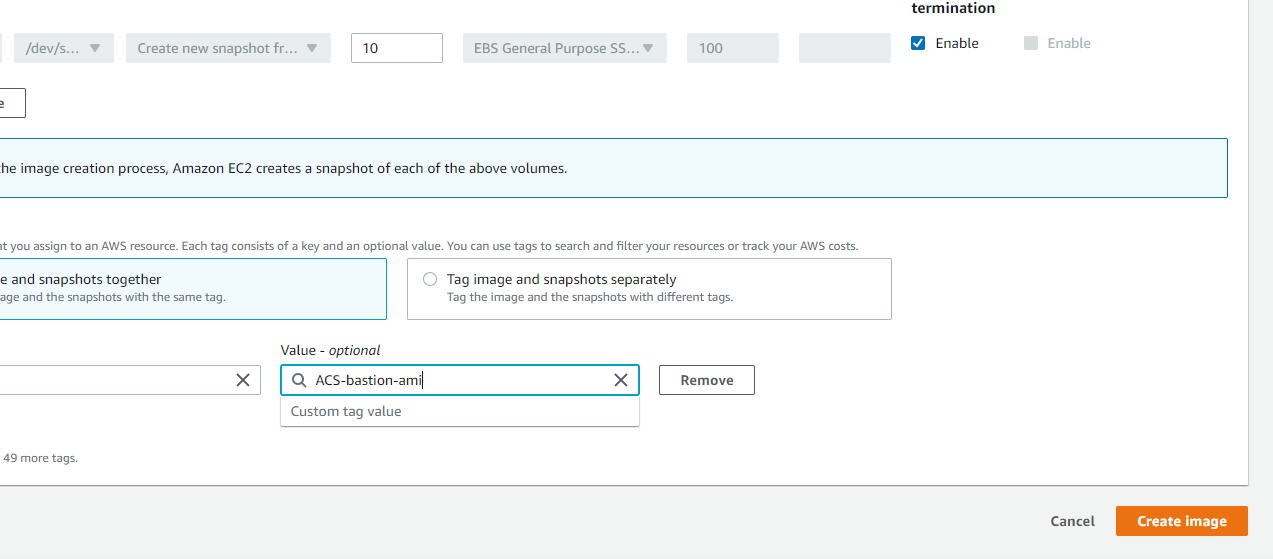 termination
/dev/s...
Create new snapshot fr...
10
EBS General Purpose SS...
100
Enable
Enable
e
the image creation process, Amazon EC2 creates a snapshot of each of the above volumes.
at you assign to an AWS resource. Each tag consists of a key and an optional value. You can use tags to search and filter your resources or track your AWS costs.
e and snapshots together
age and the snapshots with the same tag.
Tag image and snapshots separately
Tag the image and the snapshots with different tags.
Value - optional
ACS-bastion-ami
Remove
Custom tag value
49 more tags.
Cancel
Create image